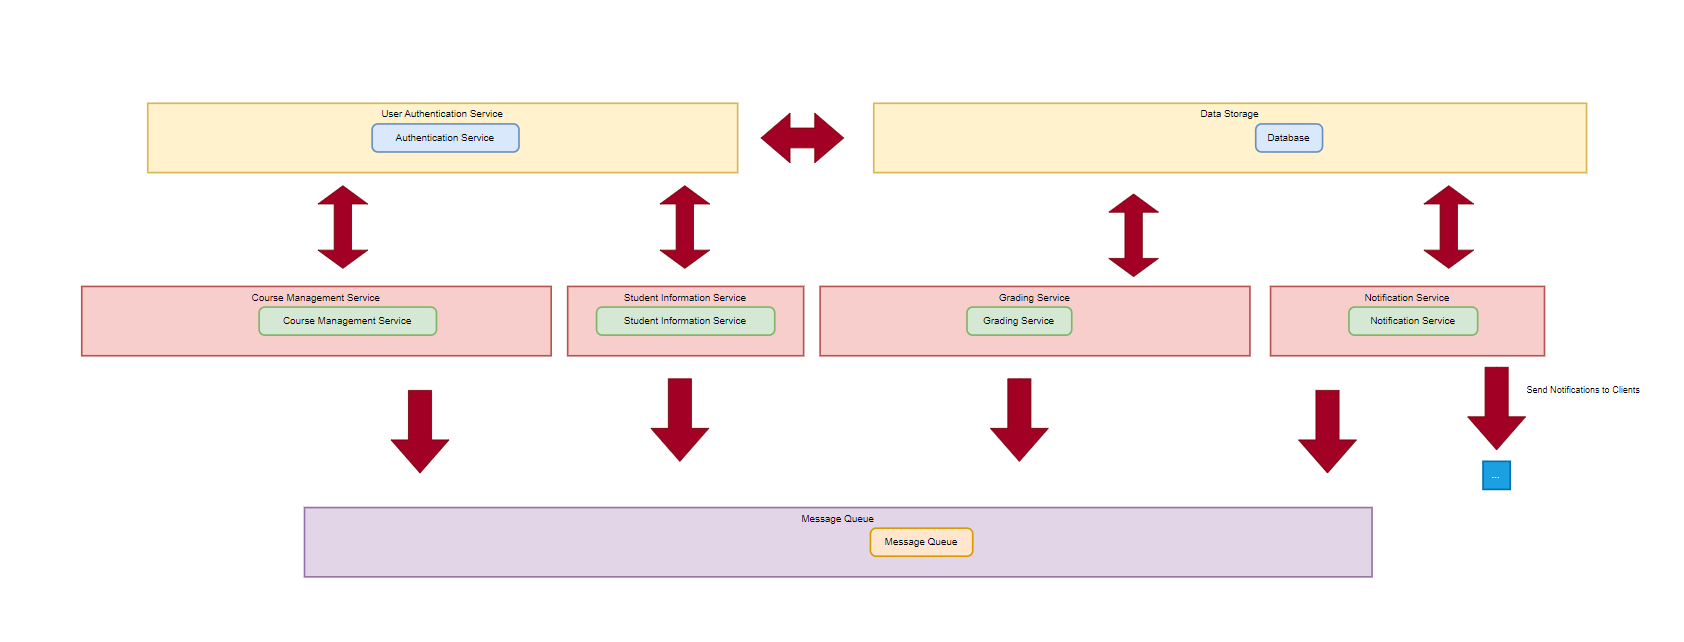 User Authentication Service
Authentication Service
Data Storage
Database
Course Management Service
Course Management Service
Student Information Service
Student Information Service
Grading Service
Grading Service
Notification Service
Notification Service
Send Notifications to Clients
...
Message Queue
Message Queue